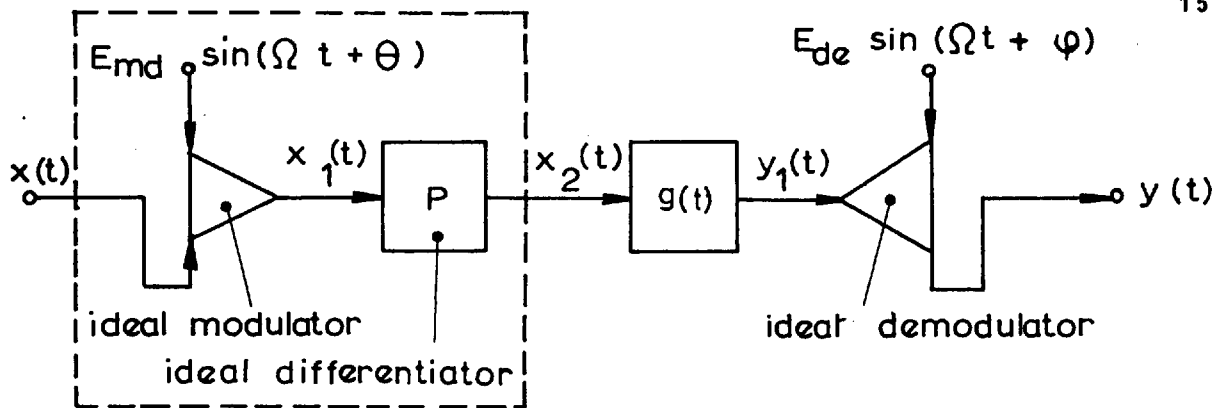 15
E_md sin(Ω t + θ)
E_de sin (Ωt + φ)
x(t)
x_1(t)
P
x_2(t)
g(t)
y_1(t)
y (t)
ideal modulator
ideal differentiator
ideal demodulator